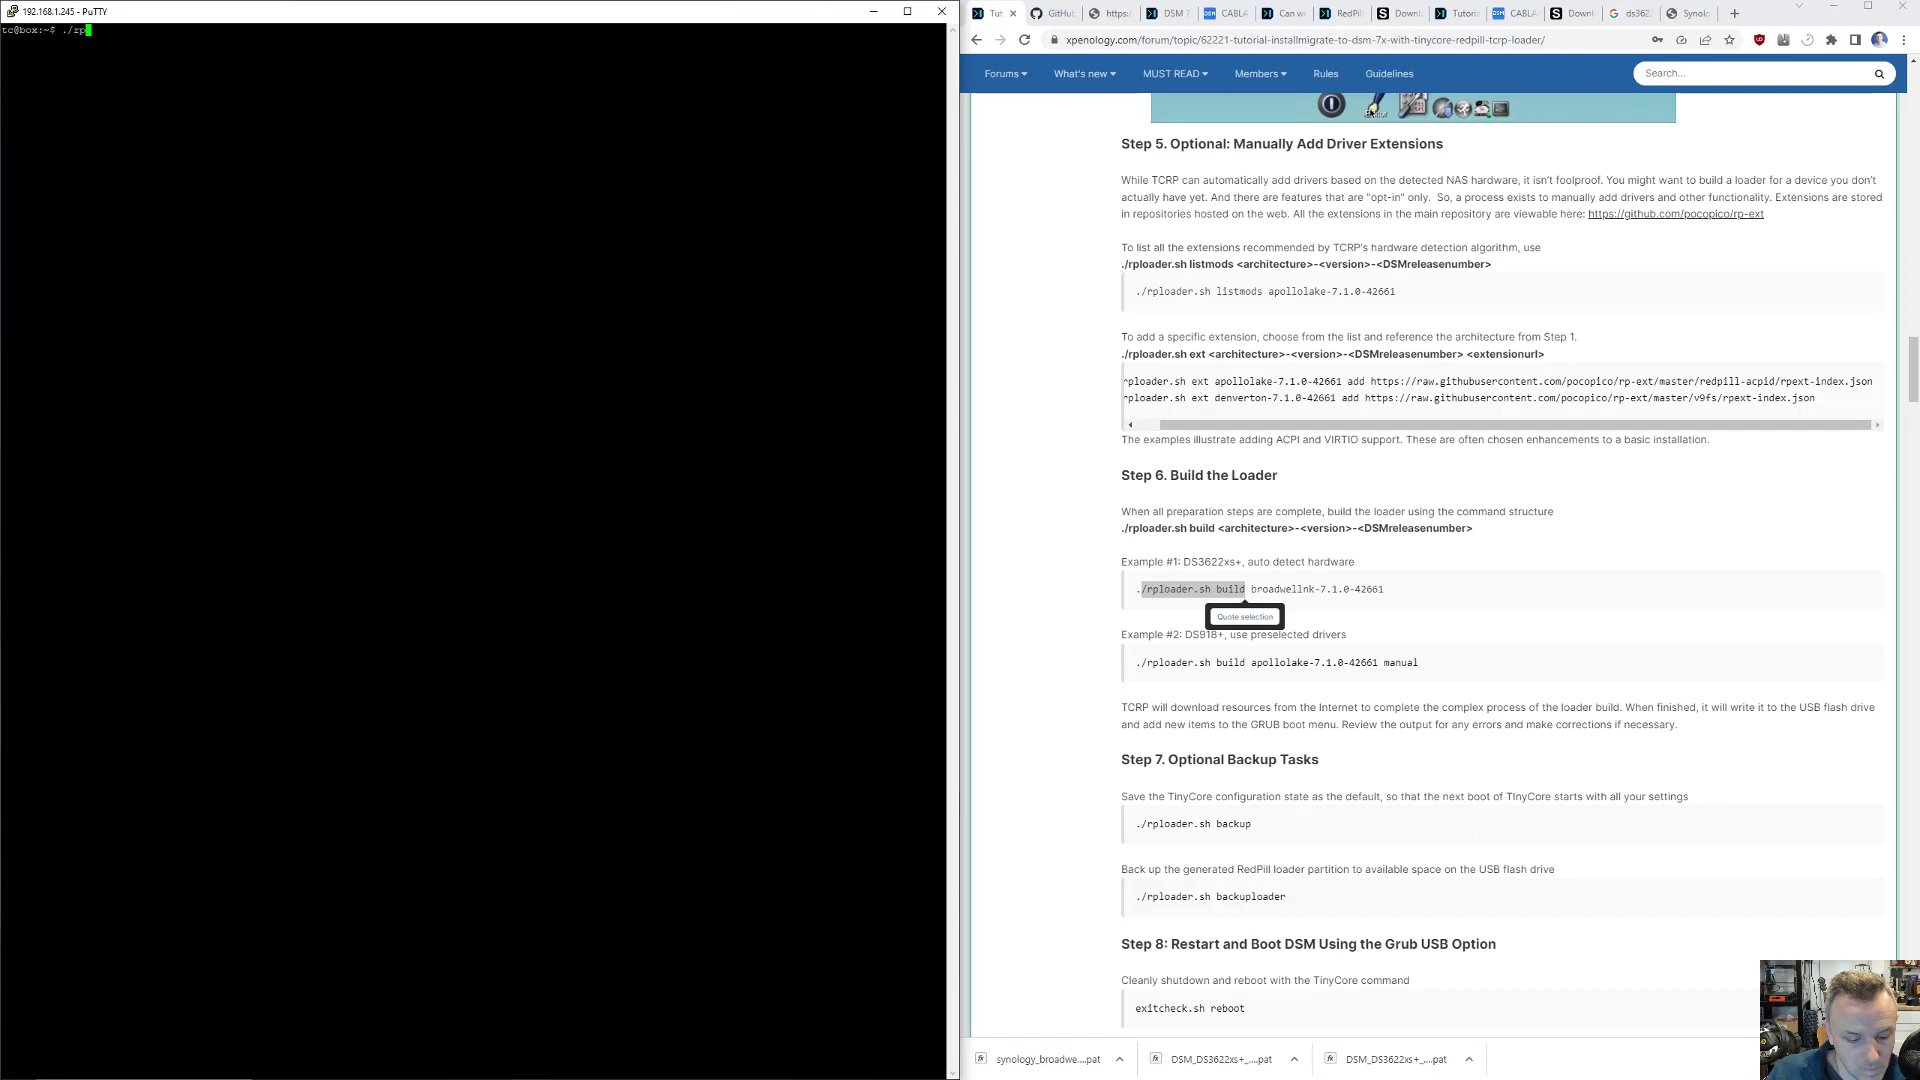 192.168.1.245 - PuTTY
tc@box:~$ ./rp
Tut
GitHub
https:/
DSM 7
CABLA
Can we
RedPill
Downl
Tutoria
CABLA
Downl
ds3622
Synolo
xpenology.com/forum/topic/62221-tutorial-installmigrate-to-dsm-7x-with-tinycore-redpill-tcrp-loader/
Forums
What's new
MUST READ
Members
Rules
Guidelines
Search...
Step 5. Optional: Manually Add Driver Extensions
While TCRP can automatically add drivers based on the detected NAS hardware, it isn't foolproof. You might want to build a loader for a device you don't
actually have yet. And there are features that are "opt-in" only. So, a process exists to manually add drivers and other functionality. Extensions are stored
in repositories hosted on the web. All the extensions in the main repository are viewable here: https://github.com/pocopico/rp-ext
To list all the extensions recommended by TCRP's hardware detection algorithm, use
./rploader.sh listmods <architecture>-<version>-<DSMreleasenumber>
./rploader.sh listmods apollolake-7.1.0-42661
To add a specific extension, choose from the list and reference the architecture from Step 1.
./rploader.sh ext <architecture>-<version>-<DSMreleasenumber> <extensionurl>
rploader.sh ext apollolake-7.1.0-42661 add https://raw.githubusercontent.com/pocopico/rp-ext/master/redpill-acpid/rpext-index.json
rploader.sh ext denverton-7.1.0-42661 add https://raw.githubusercontent.com/pocopico/rp-ext/master/v9fs/rpext-index.json
The examples illustrate adding ACPI and VIRTIO support. These are often chosen enhancements to a basic installation.
Step 6. Build the Loader
When all preparation steps are complete, build the loader using the command structure
./rploader.sh build <architecture>-<version>-<DSMreleasenumber>
Example #1: DS3622xs+, auto detect hardware
./rploader.sh build broadwellnk-7.1.0-42661
Quote selection
Example #2: DS918+, use preselected drivers
./rploader.sh build apollolake-7.1.0-42661 manual
TCRP will download resources from the Internet to complete the complex process of the loader build. When finished, it will write it to the USB flash drive
and add new items to the GRUB boot menu. Review the output for any errors and make corrections if necessary.
Step 7. Optional Backup Tasks
Save the TinyCore configuration state as the default, so that the next boot of TInyCore starts with all your settings
./rploader.sh backup
Back up the generated RedPill loader partition to available space on the USB flash drive
./rploader.sh backuploader
Step 8: Restart and Boot DSM Using the Grub USB Option
Cleanly shutdown and reboot with the TinyCore command
exitcheck.sh reboot
synology_broadwe....pat
DSM_DS3622xs+_....pat
DSM_DS3622xs+_....pat